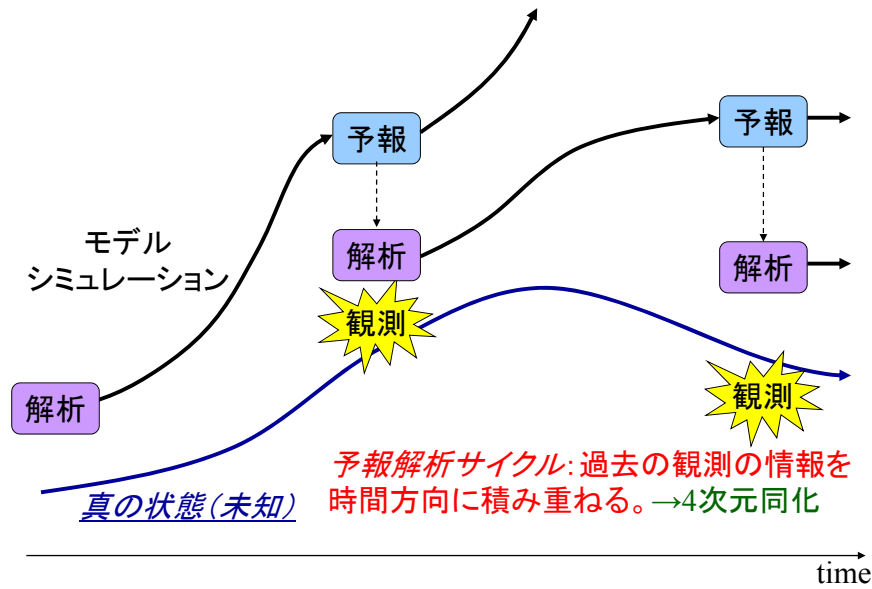 予報
予報
モデル
シミュレーション
解析
解析
観測
解析
観測
予報解析サイクル:過去の観測の情報を
真の状態(未知)
時間方向に積み重ねる。→4次元同化
time